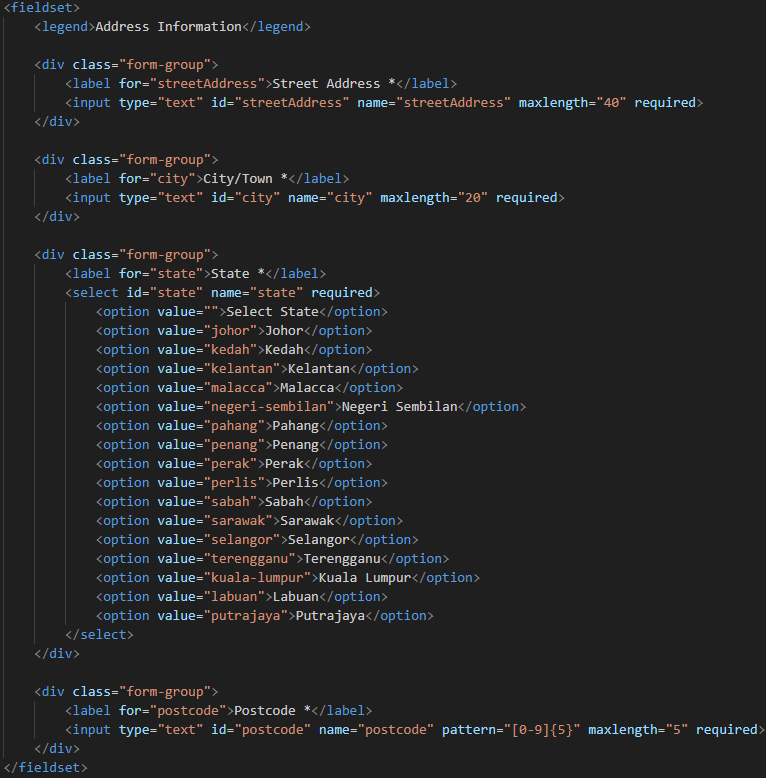 <fieldset>
<legend>Address Information</legend>
<div class="form-group">
<label for="streetAddress">Street Address *</label>
<input type="text" id="streetAddress" name="streetAddress" maxlength="40" required>
</div>
<div class="form-group">
<label for="city">City/Town *</label>
<input type="text" id="city" name="city" maxlength="20" required>
</div>
<div class="form-group">
<label for="state">State *</label>
<select id="state" name="state" required>
<option value="">Select State</option>
<option value="johor">Johor</option>
<option value="kedah">Kedah</option>
<option value="kelantan">Kelantan</option>
<option value="malacca">Malacca</option>
<option value="negeri-sembilan">Negeri Sembilan</option>
<option value="pahang">Pahang</option>
<option value="penang">Penang</option>
<option value="perak">Perak</option>
<option value="perlis">Perlis</option>
<option value="sabah">Sabah</option>
<option value="sarawak">Sarawak</option>
<option value="selangor">Selangor</option>
<option value="terengganu">Terengganu</option>
<option value="kuala-lumpur">Kuala Lumpur</option>
<option value="labuan">Labuan</option>
<option value="putrajaya">Putrajaya</option>
</select>
</div>
<div class="form-group">
<label for="postcode">Postcode *</label>
<input type="text" id="postcode" name="postcode" pattern="[0-9]{5}" maxlength="5" required>
</div>
</fieldset>